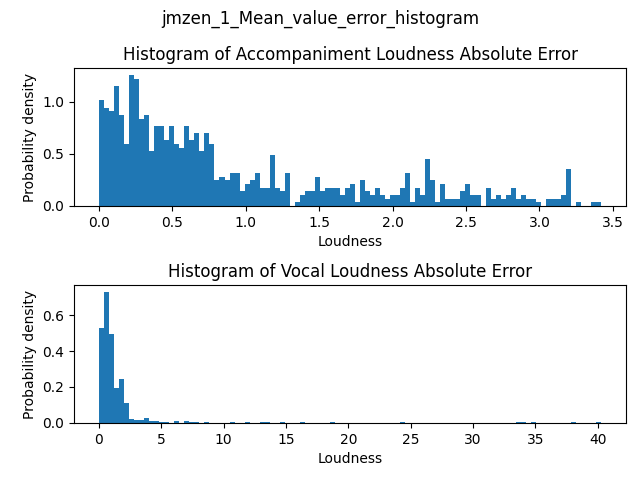 jmzen_1_Mean_value_error_histogram
Histogram of Accompaniment Loudness Absolute Error
Probability density
1.0
0.5
0.0
0.0 0.5 1.0 1.5 2.0 2.5 3.0 3.5
Loudness
Histogram of Vocal Loudness Absolute Error
Probability density
0.6
0.4
0.2
0.0
0 5 10 15 20 25 30 35 40
Loudness